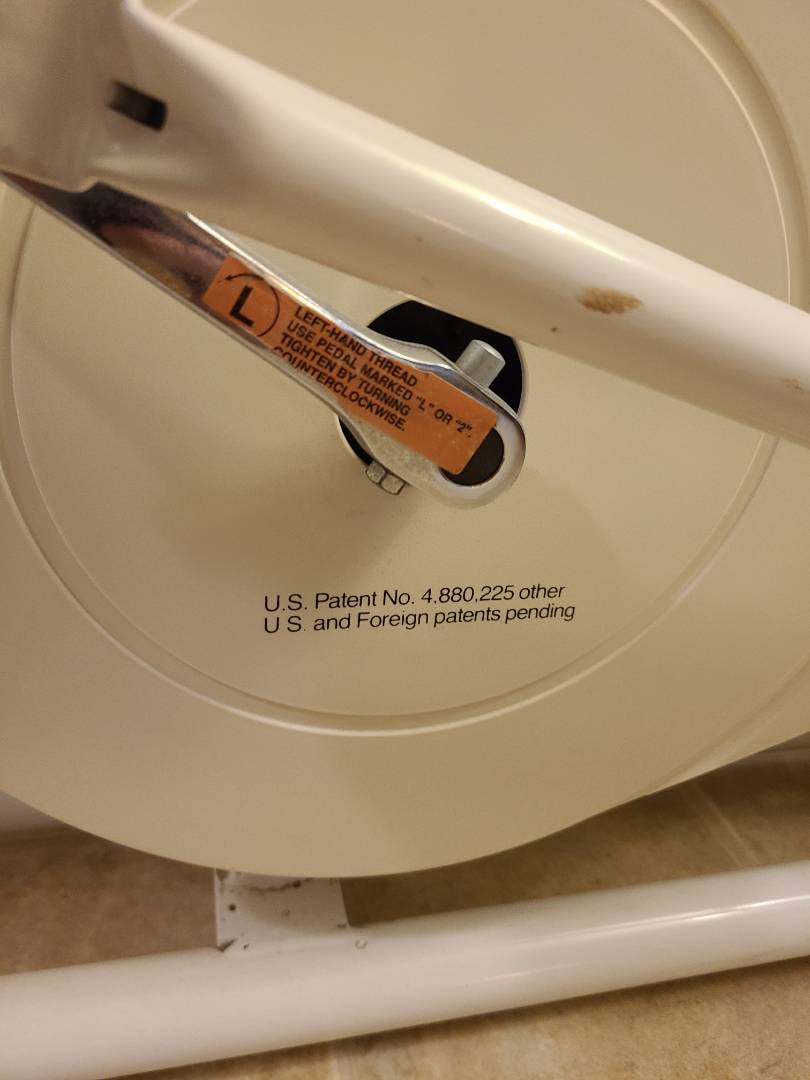 L
LEFT-HAND THREAD
USE PEDAL MARKED "L" OR "2".
TIGHTEN BY TURNING
COUNTERCLOCKWISE.
U.S. Patent No. 4,880,225 other
U S. and Foreign patents pending